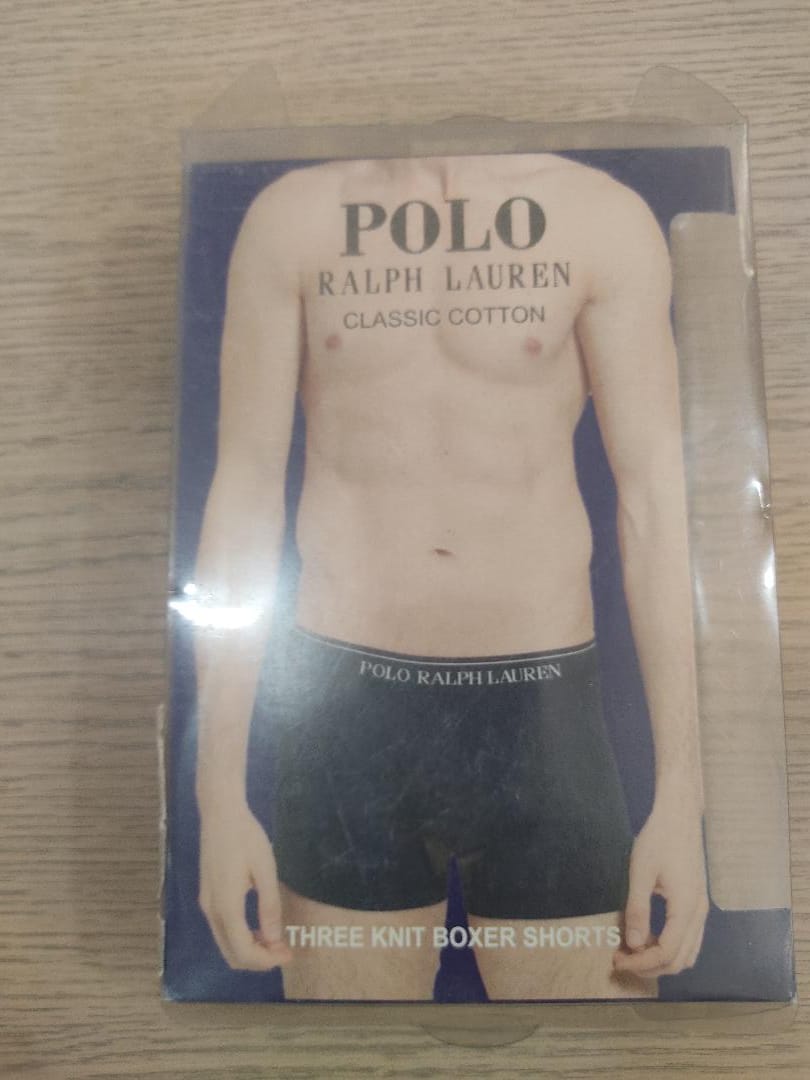 POLO
RALPH LAUREN
CLASSIC COTTON
POLO RALPH LAUREN
THREE KNIT BOXER SHORTS